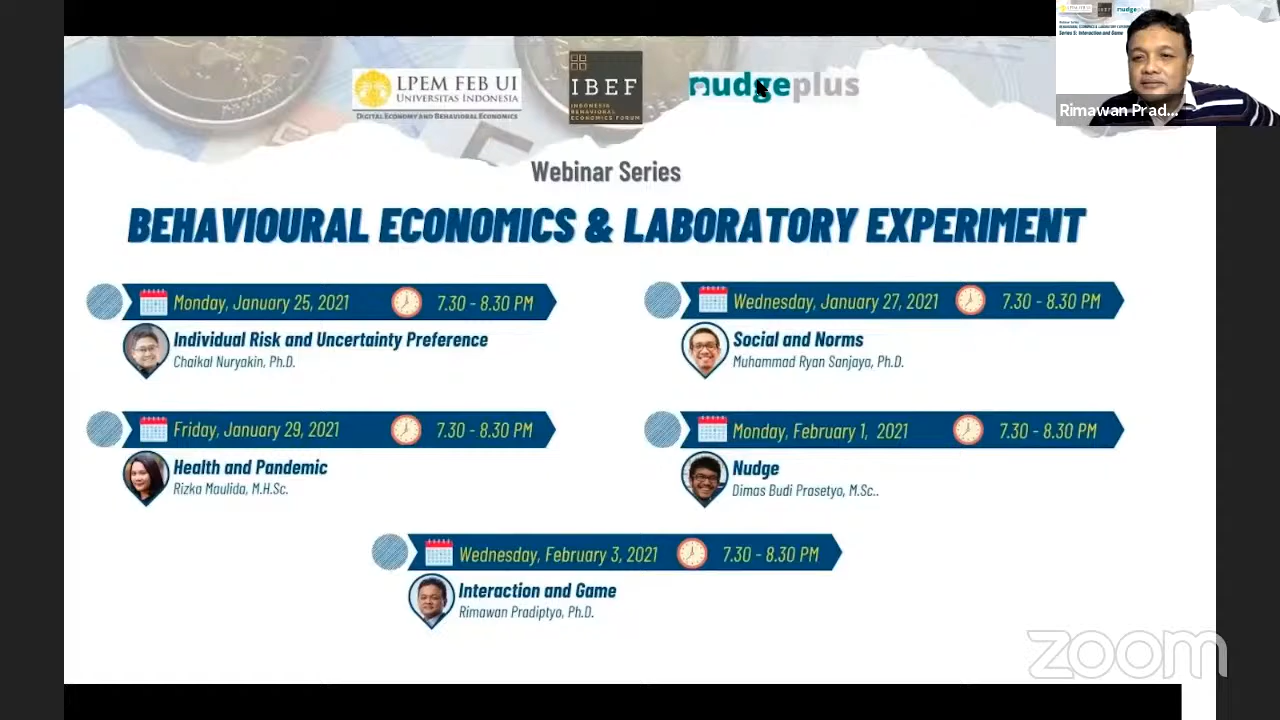 LPEM FEB UI
UNIVERSITAS INDONESIA
DIGITAL ECONOMY AND BEHAVIORAL ECONOMICS
IBEF
INDONESIA
BEHAVIORAL
ECONOMICS FORUM
nudgeplus
Rimawan Prad...
Series 5: Interaction and Game
Webinar Series
BEHAVIOURAL ECONOMICS & LABORATORY EXPERIMENT
Monday, January 25, 2021 7.30 - 8.30 PM
Individual Risk and Uncertainty Preference
Chaikal Nuryakin, Ph.D.
Wednesday, January 27, 2021 7.30 - 8.30 PM
Social and Norms
Muhammad Ryan Sanjaya, Ph.D.
Friday, January 29, 2021 7.30 - 8.30 PM
Health and Pandemic
Rizka Maulida, M.H.Sc.
Monday, February 1, 2021 7.30 - 8.30 PM
Nudge
Dimas Budi Prasetyo, M.Sc..
Wednesday, February 3, 2021 7.30 - 8.30 PM
Interaction and Game
Rimawan Pradiptyo, Ph.D.
zoom